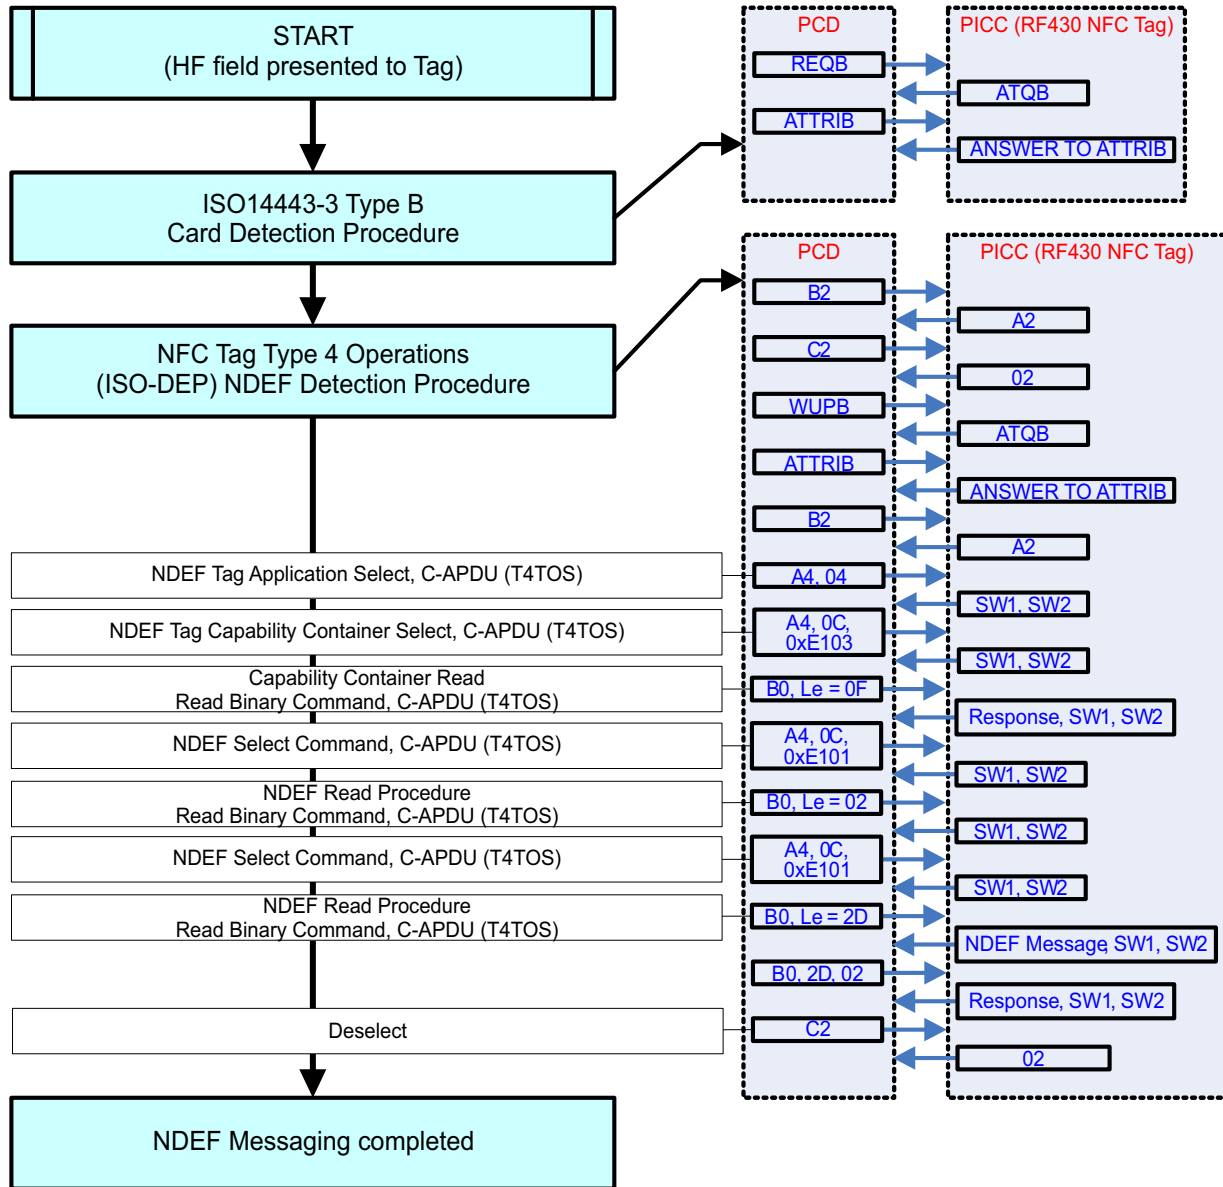 START
(HF field presented to Tag)
ISO14443-3 Type B
Card Detection Procedure
NFC Tag Type 4 Operations
(ISO-DEP) NDEF Detection Procedure
PCD
PICC (RF430 NFC Tag)
REQB
ATQB
ATTRIB
ANSWER TO ATTRIB
PCD
PICC (RF430 NFC Tag)
B2
A2
C2
02
WUPB
ATQB
ATTRIB
ANSWER TO ATTRIB
B2
A2
NDEF Tag Application Select, C-APDU (T4TOS)
A4, 04
SW1, SW2
NDEF Tag Capability Container Select, C-APDU (T4TOS)
A4, 0C,
0xE103
SW1, SW2
Capability Container Read
Read Binary Command, C-APDU (T4TOS)
B0, Le = 0F
Response, SW1, SW2
NDEF Select Command, C-APDU (T4TOS)
A4, 0C,
0xE101
SW1, SW2
NDEF Read Procedure
Read Binary Command, C-APDU (T4TOS)
B0, Le = 02
SW1, SW2
NDEF Select Command, C-APDU (T4TOS)
A4, 0C,
0xE101
SW1, SW2
NDEF Read Procedure
Read Binary Command, C-APDU (T4TOS)
B0, Le = 2D
NDEF Message, SW1, SW2
B0, 2D, 02
Response, SW1, SW2
Deselect
C2
02
NDEF Messaging completed